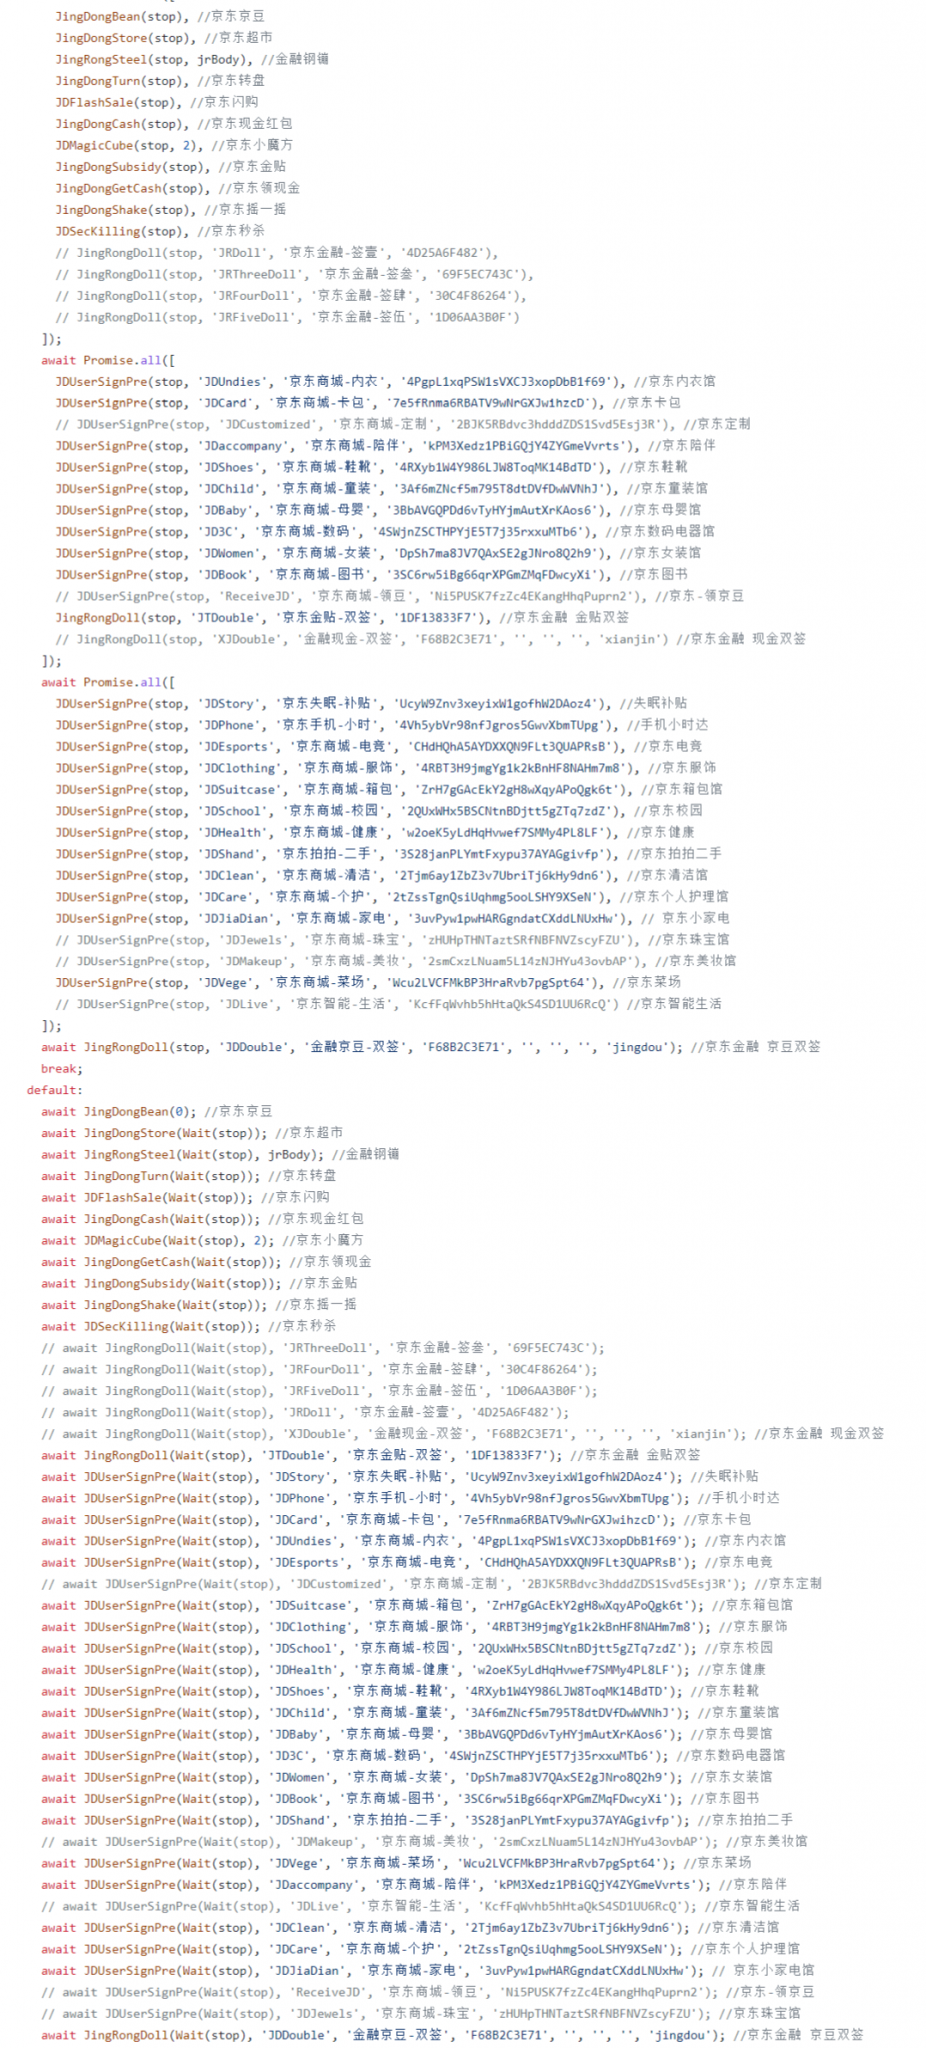 JingDongBean(stop), //京东京豆
JingDongStore(stop), //京东超市
JingRongSteel(stop, jrBody), //金融钢镚
JingDongTurn(stop), //京东转盘
JDFlashSale(stop), //京东闪购
JingDongCash(stop), //京东现金红包
JDMagicCube(stop, 2), //京东小魔方
JingDongSubsidy(stop), //京东金贴
JingDongGetCash(stop), //京东领现金
JingDongShake(stop), //京东摇一摇
JDSecKilling(stop), //京东秒杀
// JingRongDoll(stop, 'JRDoll', '京东金融-签壹', '4D25A6F482'),
// JingRongDoll(stop, 'JRThreeDoll', '京东金融-签叁', '69F5EC743C'),
// JingRongDoll(stop, 'JRFourDoll', '京东金融-签肆', '30C4F86264'),
// JingRongDoll(stop, 'JRFiveDoll', '京东金融-签伍', '1D06AA3B0F')
]);
await Promise.all([
JDUserSignPre(stop, 'JDUndies', '京东商城-内衣', '4PgpL1xqPSW1sVXCJ3xopDbB1f69'), //京东内衣馆
JDUserSignPre(stop, 'JDCard', '京东商城-卡包', '7e5fRnma6RBATV9wNrGXJwihzcD'), //京东卡包
// JDUserSignPre(stop, 'JDCustomized', '京东商城-定制', '2BJK5RBdvc3hdddZDS1Svd5Esj3R'), //京东定制
JDUserSignPre(stop, 'JDaccompany', '京东商城-陪伴', 'kPM3Xedz1PBiGQjY4ZYGmeVvrts'), //京东陪伴
JDUserSignPre(stop, 'JDShoes', '京东商城-鞋靴', '4RXyb1W4Y986LJW8ToqMK14BdTD'), //京东鞋靴
JDUserSignPre(stop, 'JDChild', '京东商城-童装', '3Af6mZNcf5m795T8dtDVfDwWVNhJ'), //京东童装馆
JDUserSignPre(stop, 'JDBaby', '京东商城-母婴', '3BbAVGQPDd6vTyHYjmAutXrKAos6'), //京东母婴馆
JDUserSignPre(stop, 'JD3C', '京东商城-数码', '4SWjnZSCTHPYjE5T7j35rxxuMTb6'), //京东数码电器馆
JDUserSignPre(stop, 'JDWomen', '京东商城-女装', 'DpSh7ma8JV7QAxSE2gJNro8Q2h9'), //京东女装馆
JDUserSignPre(stop, 'JDBook', '京东商城-图书', '3SC6rw5iBg66qrXPGmZMqFDwcyXi'), //京东图书
// JDUserSignPre(stop, 'ReceiveJD', '京东商城-领豆', 'Ni5PUSK7fzZc4EKangHhqPuprn2'), //京东-领京豆
JingRongDoll(stop, 'JTDouble', '京东金贴-双签', '1DF13833F7'), //京东金融 金贴双签
// JingRongDoll(stop, 'XJDouble', '金融现金-双签', 'F68B2C3E71', '', '', '', 'xianjin') //京东金融 现金双签
]);
await Promise.all([
JDUserSignPre(stop, 'JDStory', '京东失眠-补贴', 'UcyW9Znv3xeyixW1gofhW2DAoz4'), //失眠补贴
JDUserSignPre(stop, 'JDPhone', '京东手机-小时', '4Vh5ybVr98nfJgros5GwvXbmTUpg'), //手机小时达
JDUserSignPre(stop, 'JDEsports', '京东商城-电竞', 'CHdHQhA5AYDXXQN9FLt3QUAPRsB'), //京东电竞
JDUserSignPre(stop, 'JDClothing', '京东商城-服饰', '4RBT3H9jmgYg1k2kBnHF8NAHm7m8'), //京东服饰
JDUserSignPre(stop, 'JDSuitcase', '京东商城-箱包', 'ZrH7gGAcEkY2gH8wXqyAPoQgk6t'), //京东箱包馆
JDUserSignPre(stop, 'JDSchool', '京东商城-校园', '2QUxWHx5BSCNtnBDjtt5gZTq7zdZ'), //京东校园
JDUserSignPre(stop, 'JDHealth', '京东商城-健康', 'w2oeK5yLdHqHvwef7SMMy4PL8LF'), //京东健康
JDUserSignPre(stop, 'JDShand', '京东拍拍-二手', '3S28janPLYmtFxypu37AYAGgivfp'), //京东拍拍二手
JDUserSignPre(stop, 'JDClean', '京东商城-清洁', '2Tjm6ay1ZbZ3v7UbriTj6kHy9dn6'), //京东清洁馆
JDUserSignPre(stop, 'JDCare', '京东商城-个护', '2tZssTgnQsiUqhmg5ooLSHY9XSeN'), //京东个人护理馆
JDUserSignPre(stop, 'JDJiaDian', '京东商城-家电', '3uvPyw1pwHARGgndatCXddLNUxHw'), // 京东小家电
// JDUserSignPre(stop, 'JDJewels', '京东商城-珠宝', 'zHUHpTHNTaztSRfNBFNVZscyFZU'), //京东珠宝馆
// JDUserSignPre(stop, 'JDMakeup', '京东商城-美妆', '2smCxzLNuam5L14zNJHYu43ovbAP'), //京东美妆馆
JDUserSignPre(stop, 'JDVege', '京东商城-菜场', 'Wcu2LVCFMkBP3HraRvb7pgSpt64'), //京东菜场
// JDUserSignPre(stop, 'JDLive', '京东智能-生活', 'KcfFqWvhb5hHtaQkS4SD1UU6RcQ') //京东智能生活
]);
await JingRongDoll(stop, 'JDDouble', '金融京豆-双签', 'F68B2C3E71', '', '', '', 'jingdou'); //京东金融 京豆双签
break;
default:
await JingDongBean(0); //京东京豆
await JingDongStore(Wait(stop)); //京东超市
await JingRongSteel(Wait(stop), jrBody); //金融钢镚
await JingDongTurn(Wait(stop)); //京东转盘
await JDFlashSale(Wait(stop)); //京东闪购
await JingDongCash(Wait(stop)); //京东现金红包
await JDMagicCube(Wait(stop), 2); //京东小魔方
await JingDongGetCash(Wait(stop)); //京东领现金
await JingDongSubsidy(Wait(stop)); //京东金贴
await JingDongShake(Wait(stop)); //京东摇一摇
await JDSecKilling(Wait(stop)); //京东秒杀
// await JingRongDoll(Wait(stop), 'JRThreeDoll', '京东金融-签叁', '69F5EC743C');
// await JingRongDoll(Wait(stop), 'JRFourDoll', '京东金融-签肆', '30C4F86264');
// await JingRongDoll(Wait(stop), 'JRFiveDoll', '京东金融-签伍', '1D06AA3B0F');
// await JingRongDoll(Wait(stop), 'JRDoll', '京东金融-签壹', '4D25A6F482');
// await JingRongDoll(Wait(stop), 'XJDouble', '金融现金-双签', 'F68B2C3E71', '', '', '', 'xianjin'); //京东金融 现金双签
await JingRongDoll(Wait(stop), 'JTDouble', '京东金贴-双签', '1DF13833F7'); //京东金融 金贴双签
await JDUserSignPre(Wait(stop), 'JDStory', '京东失眠-补贴', 'UcyW9Znv3xeyixW1gofhW2DAoz4'); //失眠补贴
await JDUserSignPre(Wait(stop), 'JDPhone', '京东手机-小时', '4Vh5ybVr98nfJgros5GwvXbmTUpg'); //手机小时达
await JDUserSignPre(Wait(stop), 'JDCard', '京东商城-卡包', '7e5fRnma6RBATV9wNrGXJwihzcD'); //京东卡包
await JDUserSignPre(Wait(stop), 'JDUndies', '京东商城-内衣', '4PgpL1xqPSW1sVXCJ3xopDbB1f69'); //京东内衣馆
await JDUserSignPre(Wait(stop), 'JDEsports', '京东商城-电竞', 'CHdHQhA5AYDXXQN9FLt3QUAPRsB'); //京东电竞
// await JDUserSignPre(Wait(stop), 'JDCustomized', '京东商城-定制', '2BJK5RBdvc3hdddZDS1Svd5Esj3R'); //京东定制
await JDUserSignPre(Wait(stop), 'JDSuitcase', '京东商城-箱包', 'ZrH7gGAcEkY2gH8wXqyAPoQgk6t'); //京东箱包馆
await JDUserSignPre(Wait(stop), 'JDClothing', '京东商城-服饰', '4RBT3H9jmgYg1k2kBnHF8NAHm7m8'); //京东服饰
await JDUserSignPre(Wait(stop), 'JDSchool', '京东商城-校园', '2QUxWHx5BSCNtnBDjtt5gZTq7zdZ'); //京东校园
await JDUserSignPre(Wait(stop), 'JDHealth', '京东商城-健康', 'w2oeK5yLdHqHvwef7SMMy4PL8LF'); //京东健康
await JDUserSignPre(Wait(stop), 'JDShoes', '京东商城-鞋靴', '4RXyb1W4Y986LJW8ToqMK14BdTD'); //京东鞋靴
await JDUserSignPre(Wait(stop), 'JDChild', '京东商城-童装', '3Af6mZNcf5m795T8dtDVfDwWVNhJ'); //京东童装馆
await JDUserSignPre(Wait(stop), 'JDBaby', '京东商城-母婴', '3BbAVGQPDd6vTyHYjmAutXrKAos6'); //京东母婴馆
await JDUserSignPre(Wait(stop), 'JD3C', '京东商城-数码', '4SWjnZSCTHPYjE5T7j35rxxuMTb6'); //京东数码电器馆
await JDUserSignPre(Wait(stop), 'JDWomen', '京东商城-女装', 'DpSh7ma8JV7QAxSE2gJNro8Q2h9'); //京东女装馆
await JDUserSignPre(Wait(stop), 'JDBook', '京东商城-图书', '3SC6rw5iBg66qrXPGmZMqFDwcyXi'); //京东图书
await JDUserSignPre(Wait(stop), 'JDShand', '京东拍拍-二手', '3S28janPLYmtFxypu37AYAGgivfp'); //京东拍拍二手
// await JDUserSignPre(Wait(stop), 'JDMakeup', '京东商城-美妆', '2smCxzLNuam5L14zNJHYu43ovbAP'); //京东美妆馆
await JDUserSignPre(Wait(stop), 'JDVege', '京东商城-菜场', 'Wcu2LVCFMkBP3HraRvb7pgSpt64'); //京东菜场
await JDUserSignPre(Wait(stop), 'JDaccompany', '京东商城-陪伴', 'kPM3Xedz1PBiGQjY4ZYGmeVvrts'); //京东陪伴
// await JDUserSignPre(Wait(stop), 'JDLive', '京东智能-生活', 'KcfFqWvhb5hHtaQkS4SD1UU6RcQ'); //京东智能生活
await JDUserSignPre(Wait(stop), 'JDClean', '京东商城-清洁', '2Tjm6ay1ZbZ3v7UbriTj6kHy9dn6'); //京东清洁馆
await JDUserSignPre(Wait(stop), 'JDCare', '京东商城-个护', '2tZssTgnQsiUqhmg5ooLSHY9XSeN'); //京东个人护理馆
await JDUserSignPre(Wait(stop), 'JDJiaDian', '京东商城-家电', '3uvPyw1pwHARGgndatCXddLNUxHw'); // 京东小家电馆
// await JDUserSignPre(Wait(stop), 'ReceiveJD', '京东商城-领豆', 'Ni5PUSK7fzZc4EKangHhqPuprn2'); //京东-领京豆
// await JDUserSignPre(Wait(stop), 'JDJewels', '京东商城-珠宝', 'zHUHpTHNTaztSRfNBFNVZscyFZU'); //京东珠宝馆
await JingRongDoll(Wait(stop), 'JDDouble', '金融京豆-双签', 'F68B2C3E71', '', '', '', 'jingdou'); //京东金融 京豆双签